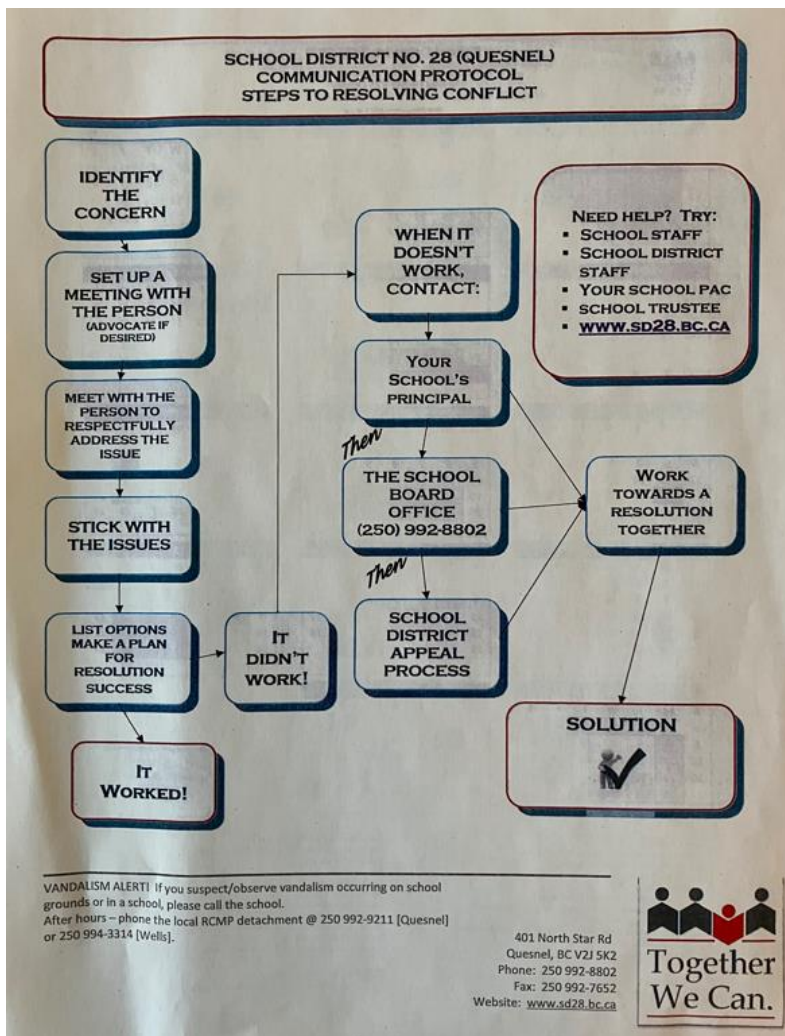 SCHOOL DISTRICT NO. 28 (QUESNEL)
COMMUNICATION PROTOCOL
STEPS TO RESOLVING CONFLICT
IDENTIFY
THE
CONCERN
SET UP A
MEETING WITH
THE PERSON
(ADVOCATE IF
DESIRED)
MEET WITH THE
PERSON TO
RESPECTFULLY
ADDRESS THE
ISSUE
STICK WITH
THE ISSUES
LIST OPTIONS
MAKE A PLAN
FOR
RESOLUTION
SUCCESS
IT
WORKED!
IT
DIDN'T
WORK!
WHEN IT
DOESN'T
WORK,
CONTACT:
YOUR
SCHOOL'S
PRINCIPAL
Then
THE SCHOOL
BOARD
OFFICE
(250) 992-8802
Then
SCHOOL
DISTRICT
APPEAL
PROCESS
NEED HELP? TRY:
▪ SCHOOL STAFF
▪ SCHOOL DISTRICT
STAFF
▪ YOUR SCHOOL PAC
▪ SCHOOL TRUSTEE
▪ WWW.SD28.BC.CA
WORK
TOWARDS A
RESOLUTION
TOGETHER
SOLUTION
VANDALISM ALERT! If you suspect/observe vandalism occurring on school
grounds or in a school, please call the school.
After hours – phone the local RCMP detachment @ 250 992-9211 [Quesnel]
or 250 994-3314 [Wells].
401 North Star Rd
Quesnel, BC V2J 5K2
Phone: 250 992-8802
Fax: 250 992-7652
Website: www.sd28.bc.ca
Together
We Can.